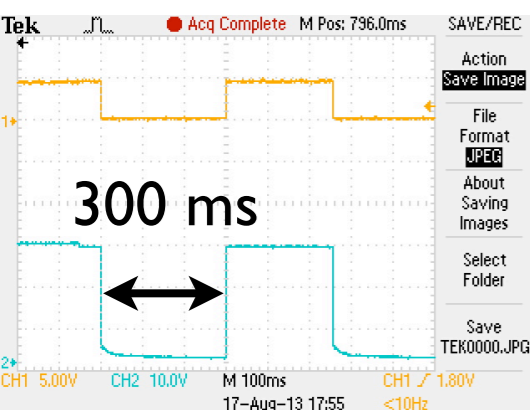 Tek Acq Complete M Pos: 796.0ms SAVE/REC
Action
Save Image
File
Format
JPEG
About
Saving
Images
Select
Folder
Save
TEK0000.JPG
1
300 ms
2
CH1 5.00V CH2 10.0V M 100ms CH1 1.80V
17-Aug-13 17:55 <10Hz